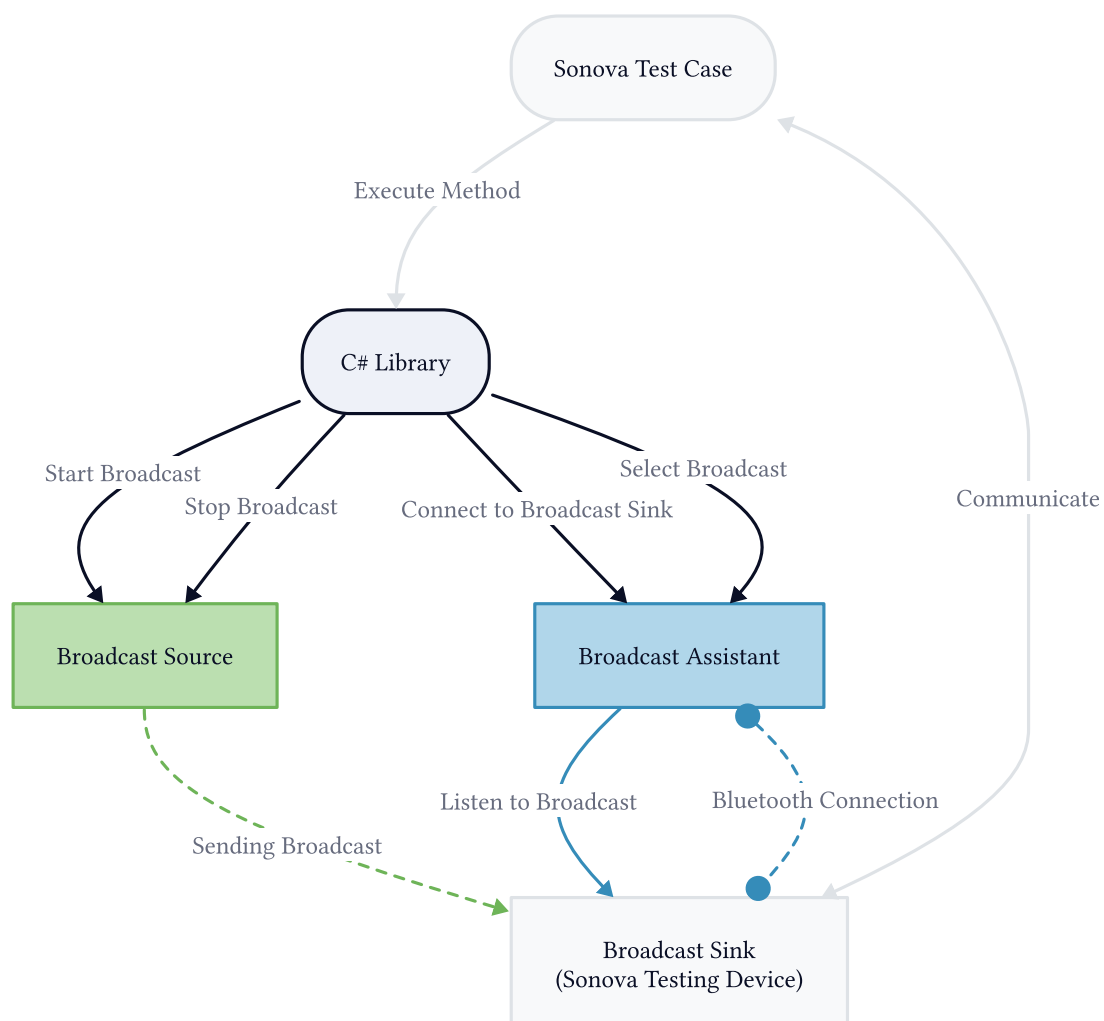 Sonova Test Case
Execute Method
C# Library
Start Broadcast
Select Broadcast
Stop Broadcast
Connect to Broadcast Sink
Communicate
Broadcast Source
Broadcast Assistant
Listen to Broadcast
Bluetooth Connection
Sending Broadcast
Broadcast Sink
(Sonova Testing Device)